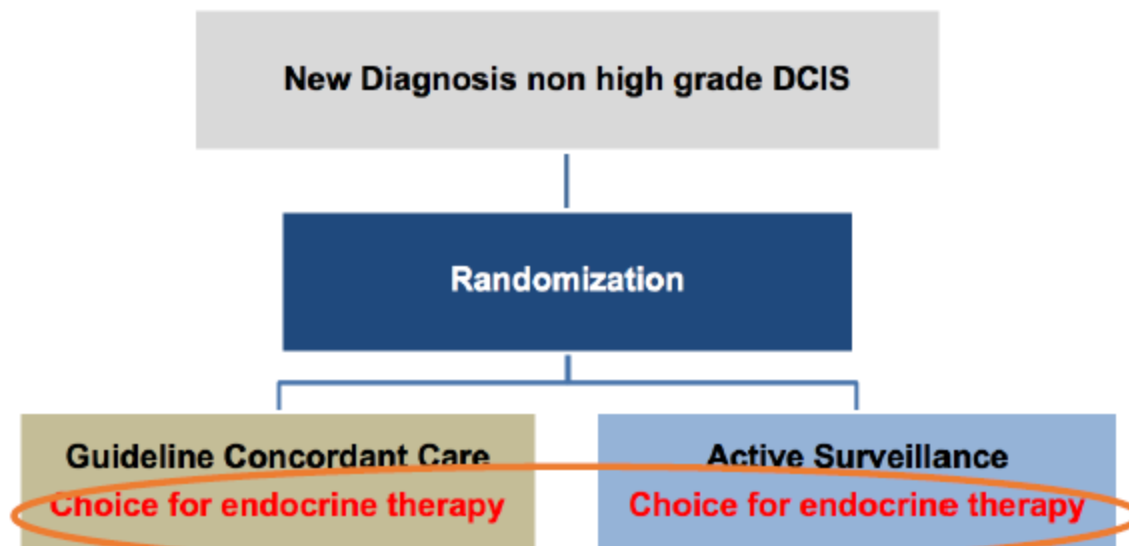 New Diagnosis non high grade DCIS
Randomization
Guideline Concordant Care
Choice for endocrine therapy
Active Surveillance
Choice for endocrine therapy